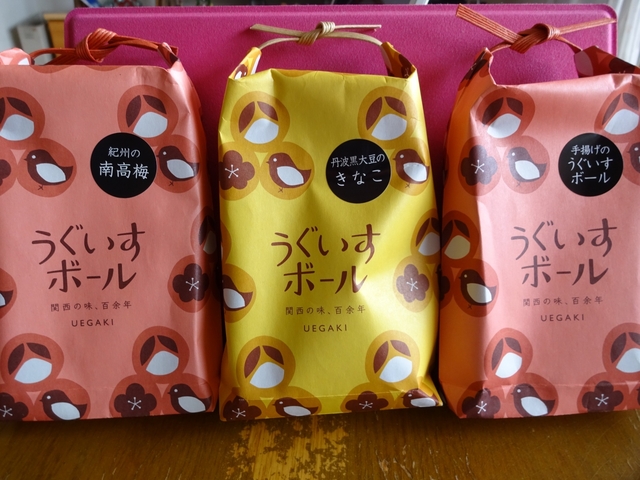 紀州の
南高梅
うぐいす
ボール
関西の味、百余年
UEGAKI
丹波黒大豆の
きなこ
うぐいす
ボール
関西の味、百余年
UEGAKI
手揚げの
うぐいす
ボール
うぐいす
ボール
関西の味、百余年
UEGAKI